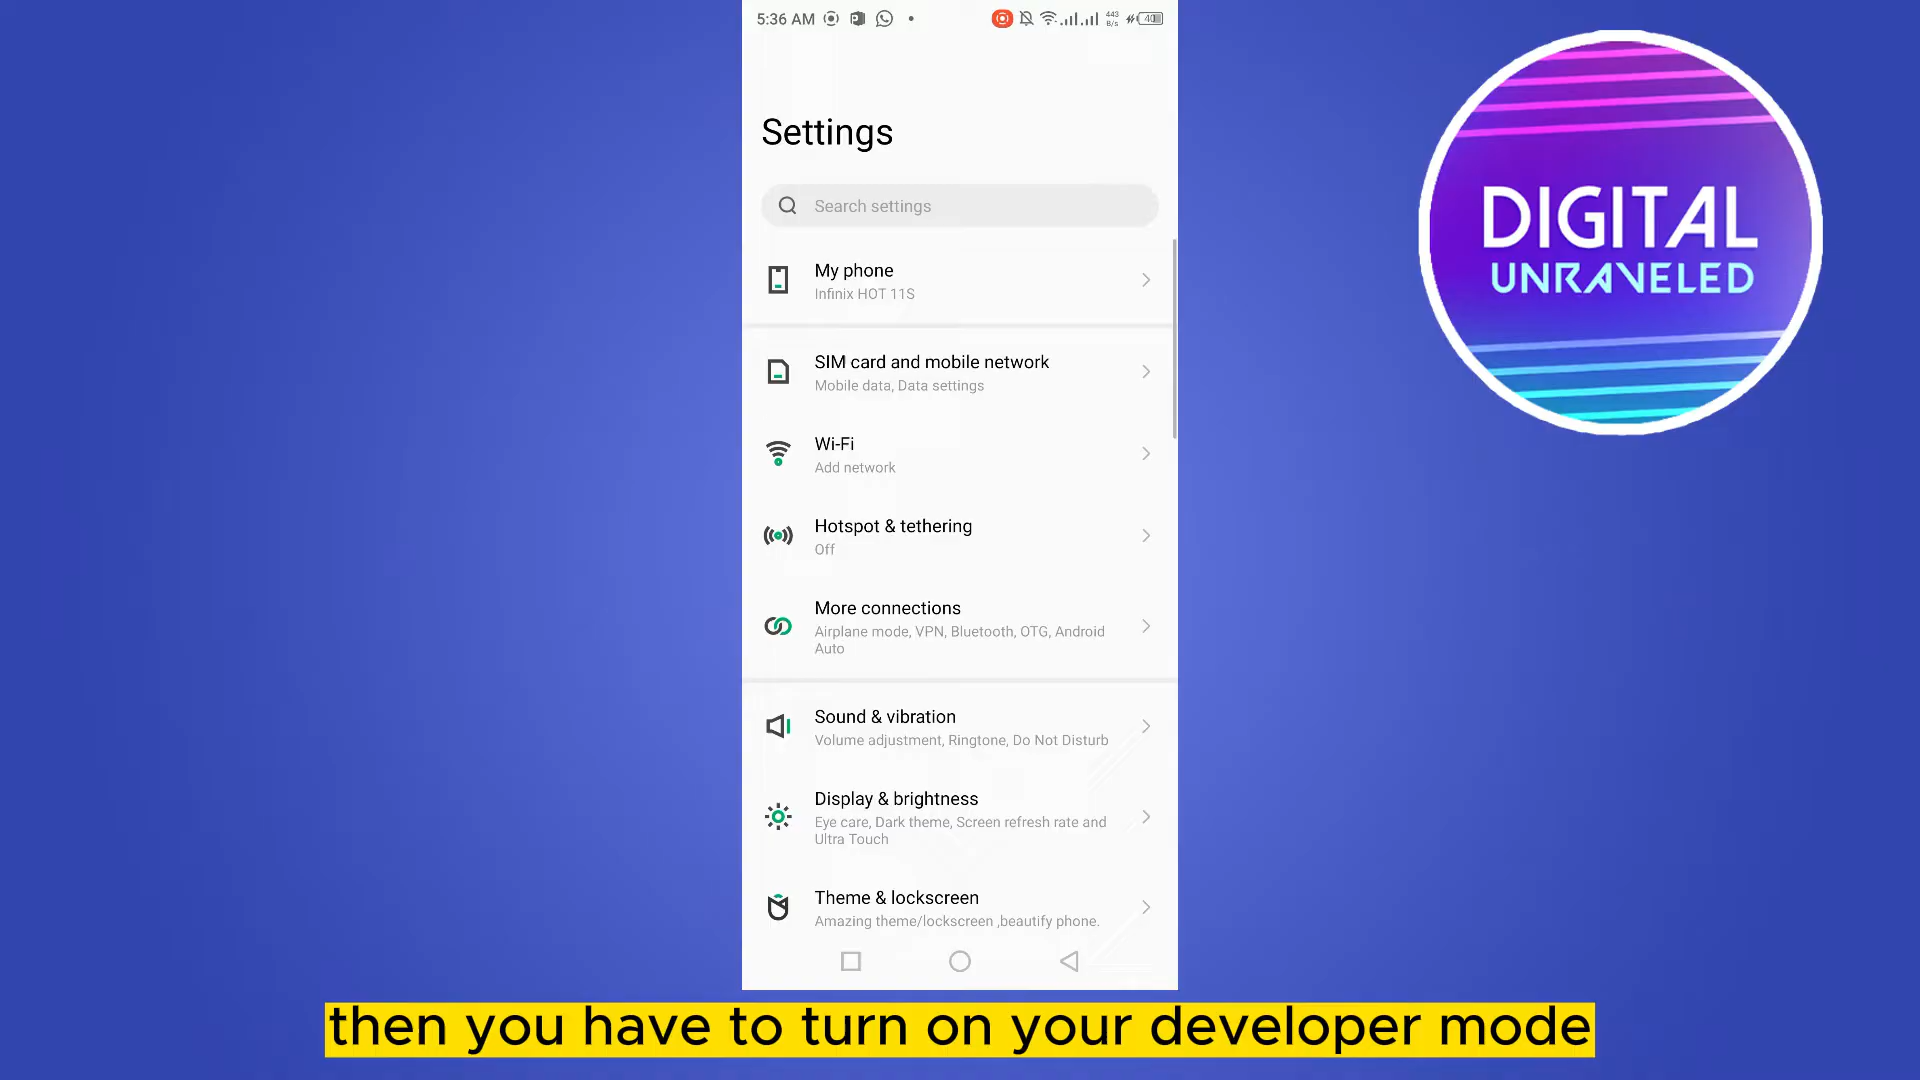 5:36 AM
443
B/s
40
Settings
Search settings
My phone
Infinix HOT 11S
SIM card and mobile network
Mobile data, Data settings
Wi-Fi
Add network
Hotspot & tethering
Off
More connections
Airplane mode, VPN, Bluetooth, OTG, Android
Auto
Sound & vibration
Volume adjustment, Ringtone, Do Not Disturb
Display & brightness
Eye care, Dark theme, Screen refresh rate and
Ultra Touch
Theme & lockscreen
Amazing theme/lockscreen ,beautify phone.
DIGITAL
UNRAVELED
then you have to turn on your developer mode